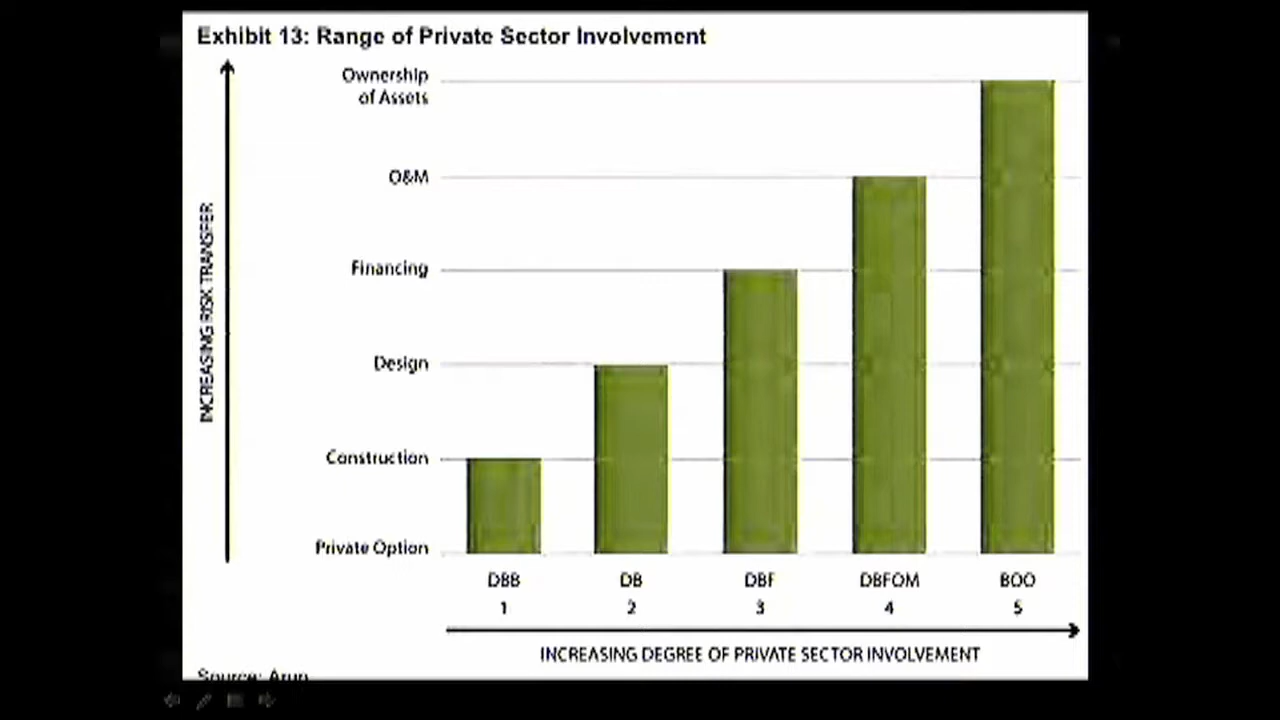 Exhibit 13: Range of Private Sector Involvement
Ownership
of Assets
O&M
Financing
Design
Construction
Private Option
INCREASING RISK TRANSFER
DBB
DB
DBF
DBFOM
BOO
1
2
3
4
5
INCREASING DEGREE OF PRIVATE SECTOR INVOLVEMENT
Source: Arup